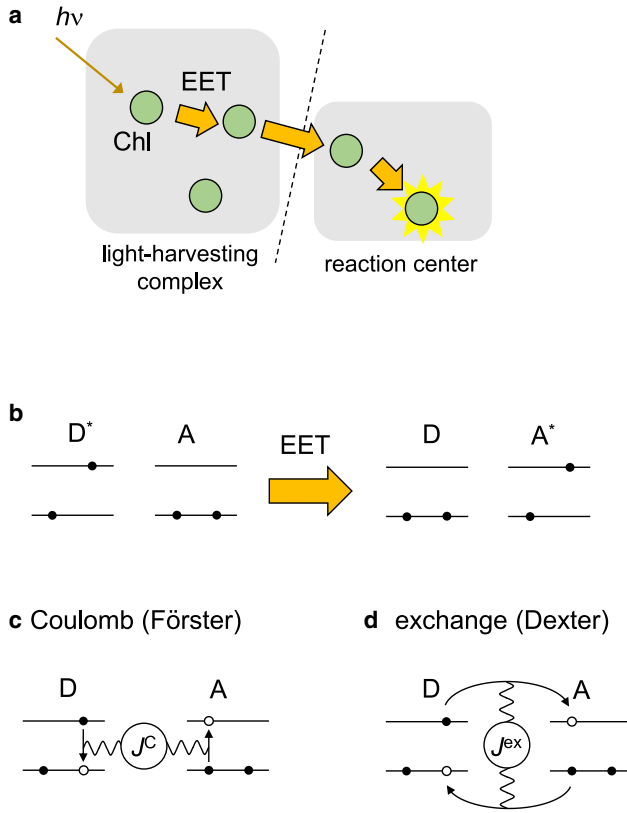 a
hν
EET
Chl
light-harvesting
complex
reaction center
b
D* A
EET
D A*
c Coulomb (Förster)
d exchange (Dexter)
D A
J^C
D A
J^ex